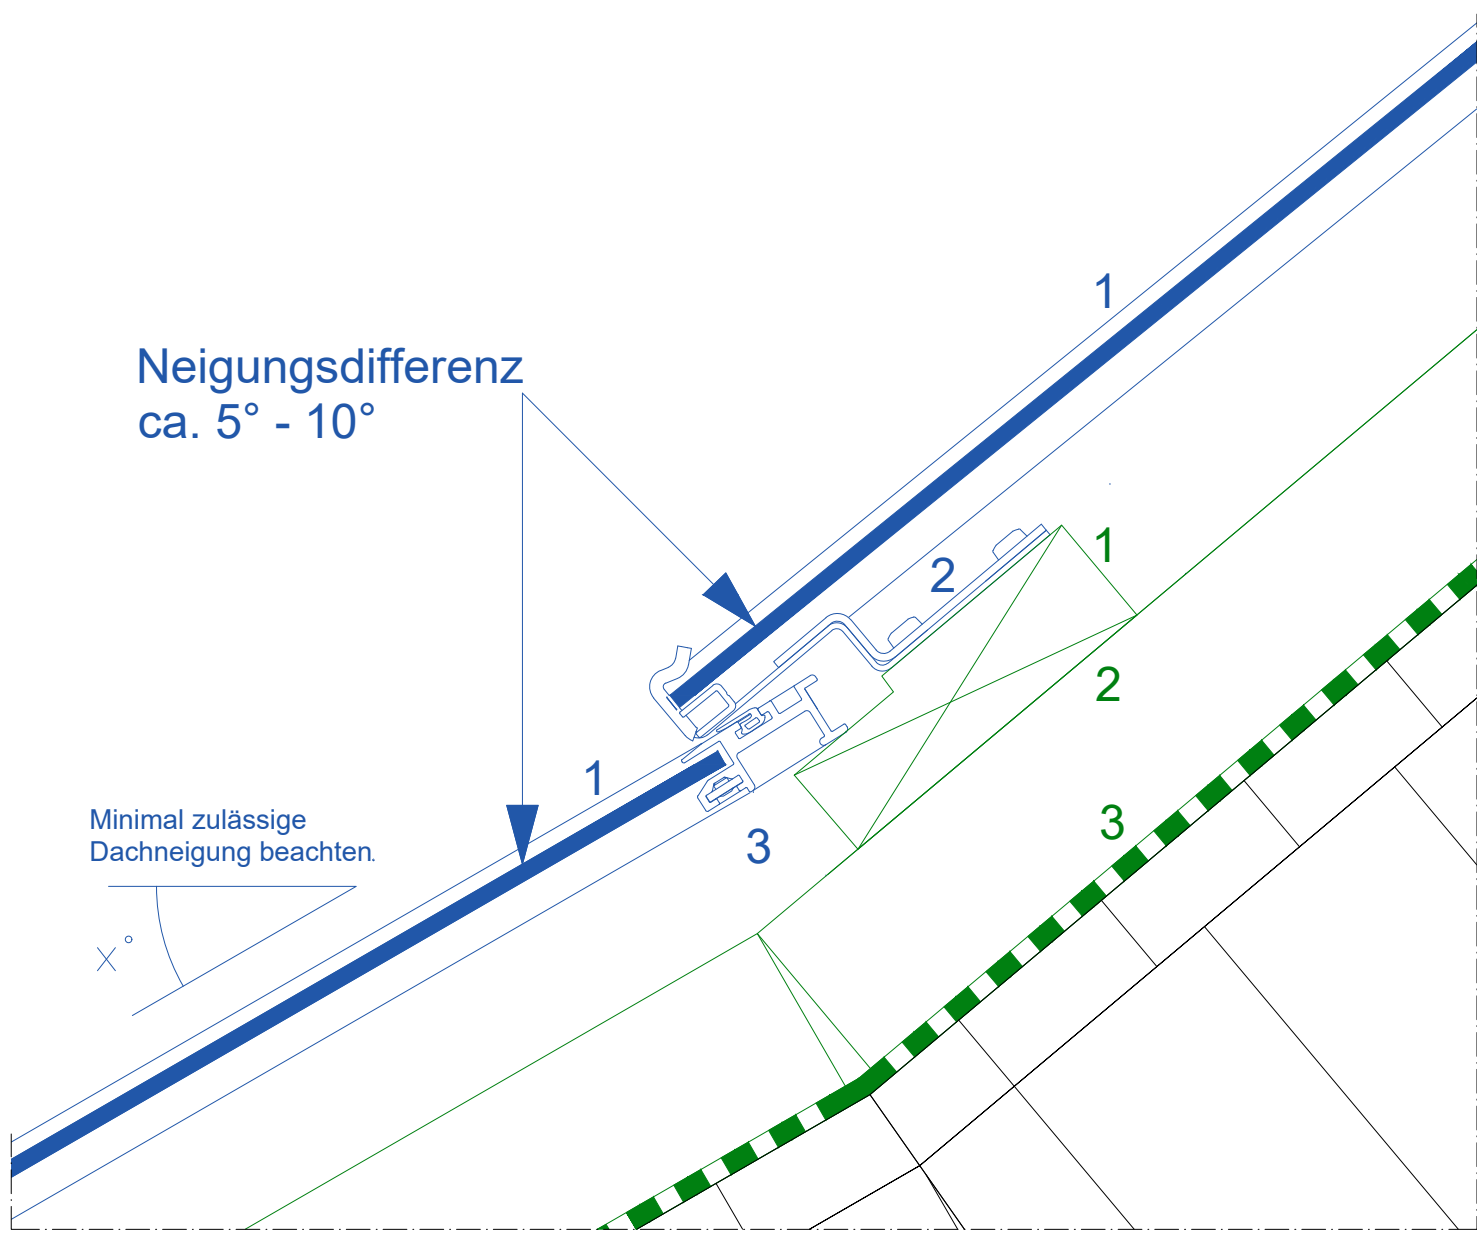 1
Neigungsdifferenz
ca. 5° - 10°
1
2
2
1
Minimal zulässige
Dachneigung beachten.
3
3
x°